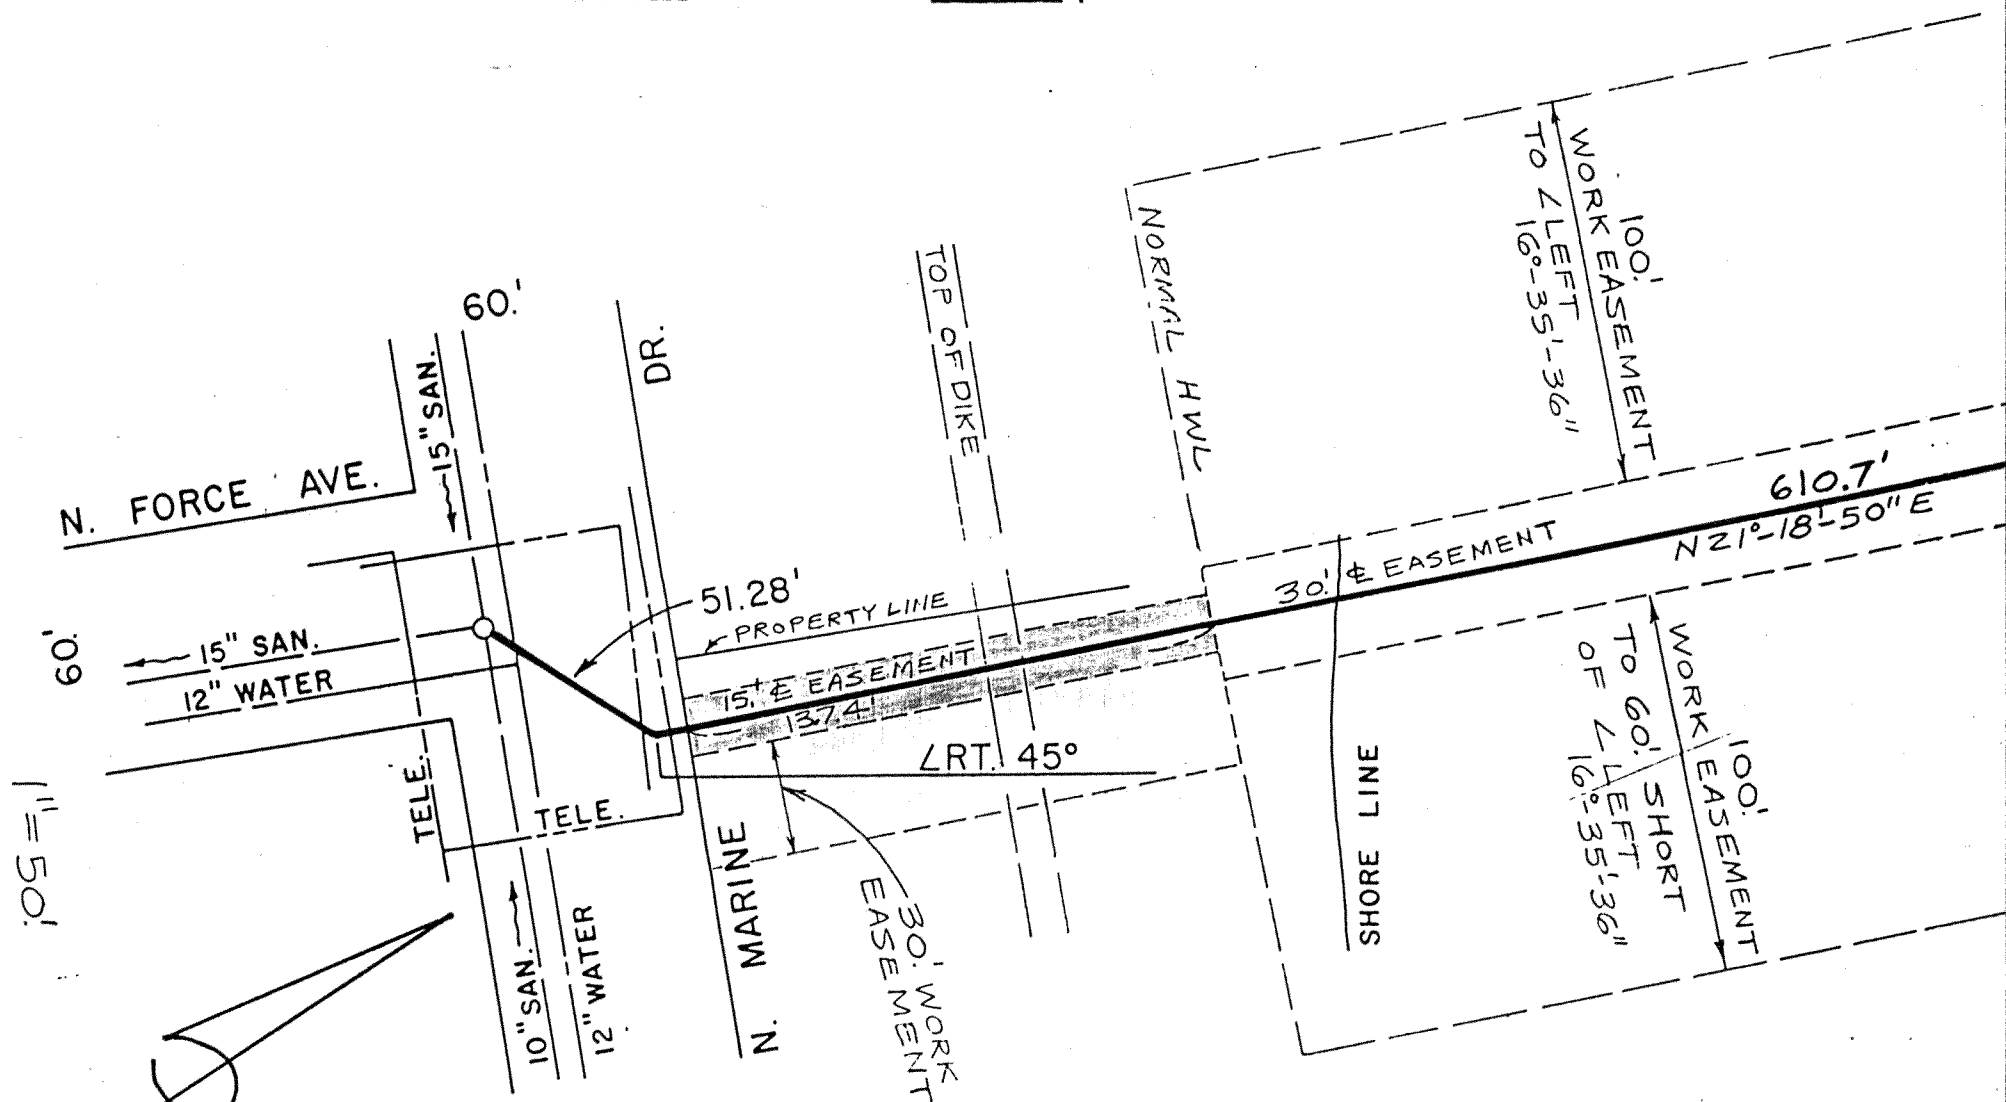 60.'
DR.
15" SAN.
N. FORCE AVE.
TOP OF DIKE
NORMAL HWL
100.'
WORK EASEMENT
TO ∠LEFT
16°-35'-36"
51.28'
PROPERTY LINE
15.' ℄ EASEMENT
30.' ℄ EASEMENT
610.7'
N 21°-18'-50" E
60.'
15" SAN.
12" WATER
∠RT. 45°
TELE.
TELE.
1"=50.'
10" SAN.
12" WATER
N. MARINE
30.' WORK
EASEMENT
SHORE LINE
100.'
WORK EASEMENT
TO 60.' SHORT
OF ∠LEFT
16°-35'-36"